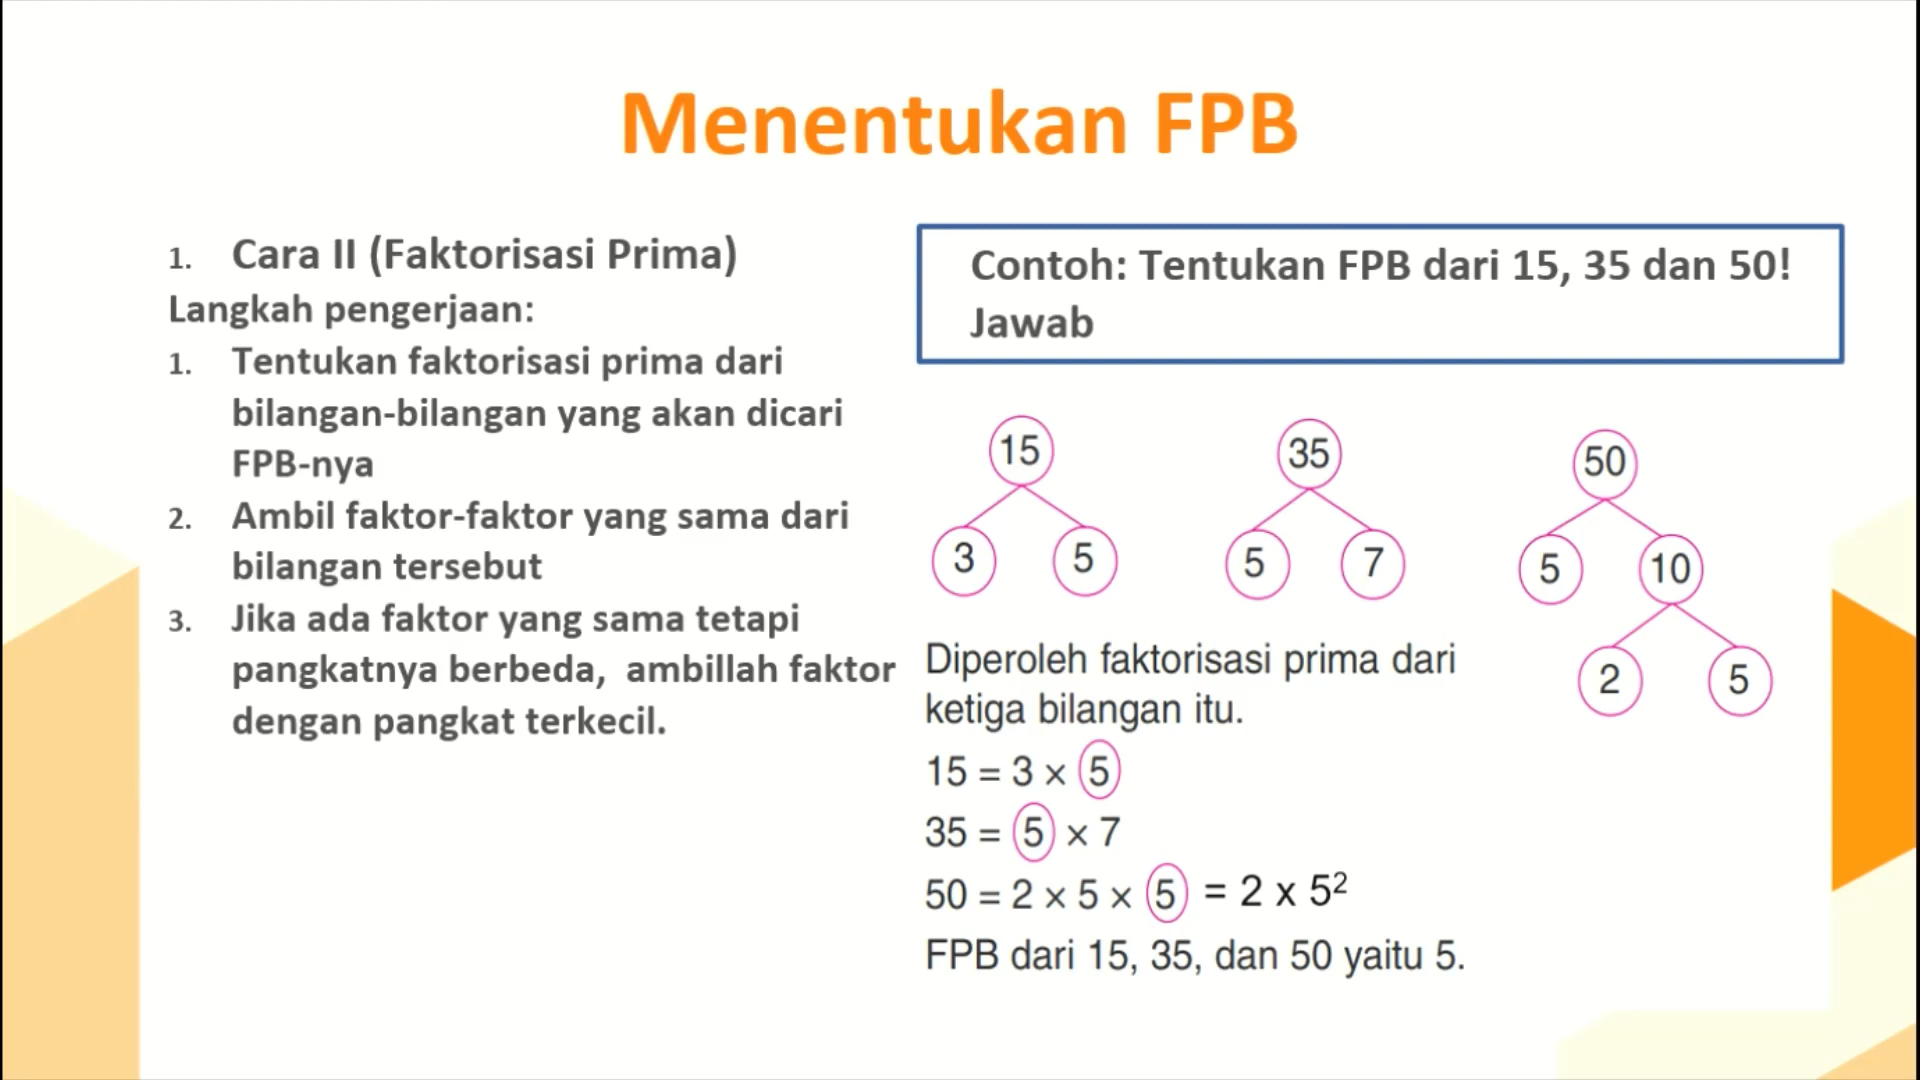 Menentukan FPB
1. Cara II (Faktorisasi Prima)
Langkah pengerjaan:
1. Tentukan faktorisasi prima dari
bilangan-bilangan yang akan dicari
FPB-nya
2. Ambil faktor-faktor yang sama dari
bilangan tersebut
3. Jika ada faktor yang sama tetapi
pangkatnya berbeda, ambillah faktor
dengan pangkat terkecil.
Contoh: Tentukan FPB dari 15, 35 dan 50!
Jawab
15 35 50
3 5 5 7 5 10
2 5
Diperoleh faktorisasi prima dari
ketiga bilangan itu.
15 = 3 × 5
35 = 5 × 7
50 = 2 × 5 × 5 = 2 x 5²
FPB dari 15, 35, dan 50 yaitu 5.